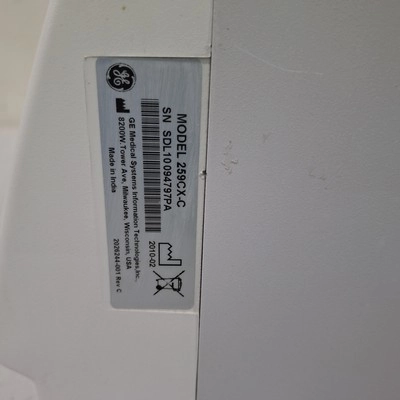 MODEL 259CX-C
SN SDL10094797PA
GE Medical Systems Information Technologies,Inc.,
8200W.Tower Ave, Milwaukee, Wisconsin, USA
Made in India
2010-02
2026244-001 Rev C